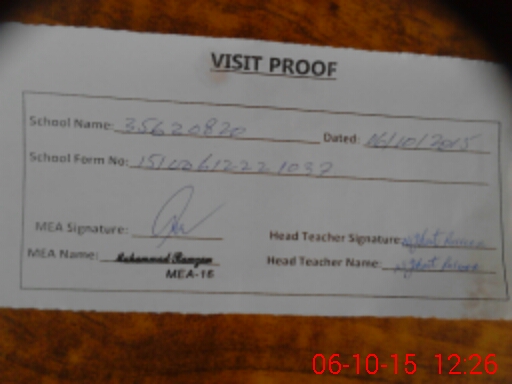 VISIT PROOF
School Name: 35620820 Dated: 06/10/2015
School Form No:
MEA Signature: Head Teacher Signature:
MEA Name: Muhammad Ramzan Head Teacher Name:
MEA-16
06-10-15 12:26